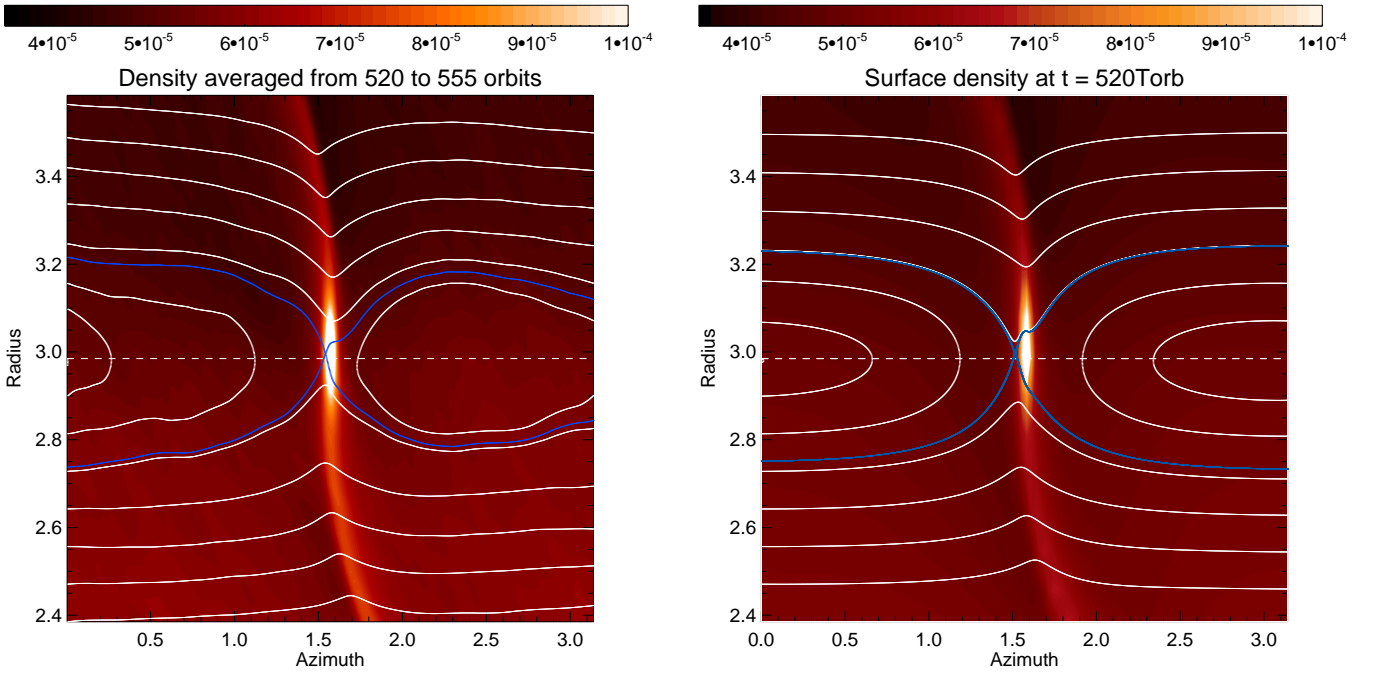 4•10⁻⁵ 5•10⁻⁵ 6•10⁻⁵ 7•10⁻⁵ 8•10⁻⁵ 9•10⁻⁵ 1•10⁻⁴
Density averaged from 520 to 555 orbits
Radius
3.4
3.2
3.0
2.8
2.6
2.4
0.5 1.0 1.5 2.0 2.5 3.0
Azimuth
4•10⁻⁵ 5•10⁻⁵ 6•10⁻⁵ 7•10⁻⁵ 8•10⁻⁵ 9•10⁻⁵ 1•10⁻⁴
Surface density at t = 520Torb
Radius
3.4
3.2
3.0
2.8
2.6
2.4
0.0 0.5 1.0 1.5 2.0 2.5 3.0
Azimuth